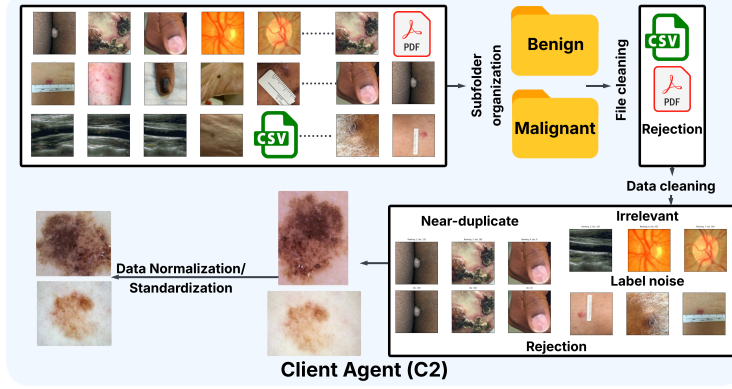 PDF
CSV
Subfolder
organization
Benign
Malignant
File cleaning
CSV
PDF
Rejection
Data cleaning
Near-duplicate
Irrelevant
Label noise
Rejection
Data Normalization/
Standardization
Client Agent (C2)